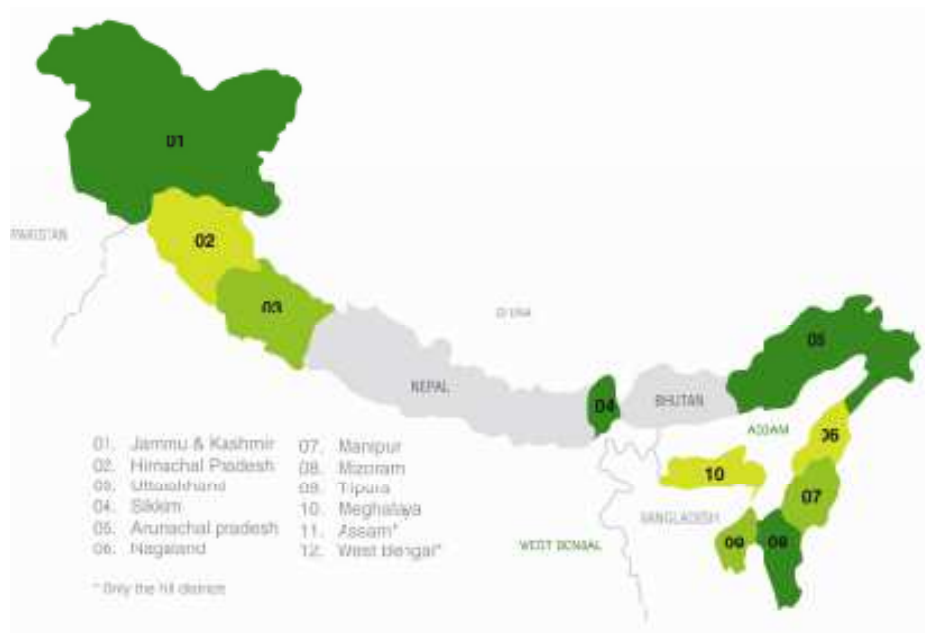 01
PAKISTAN
02
03
CHINA
05
NEPAL
04
BHUTAN
ASSAM
06
10
07
BANGLADESH
09
08
WEST BENGAL
01. Jammu & Kashmir
02. Himachal Pradesh
03. Uttarakhand
04. Sikkim
05. Arunachal pradesh
06. Nagaland
07. Manipur
08. Mizoram
09. Tripura
10. Meghalaya
11. Assam*
12. West Bengal*
* Only the hill districts